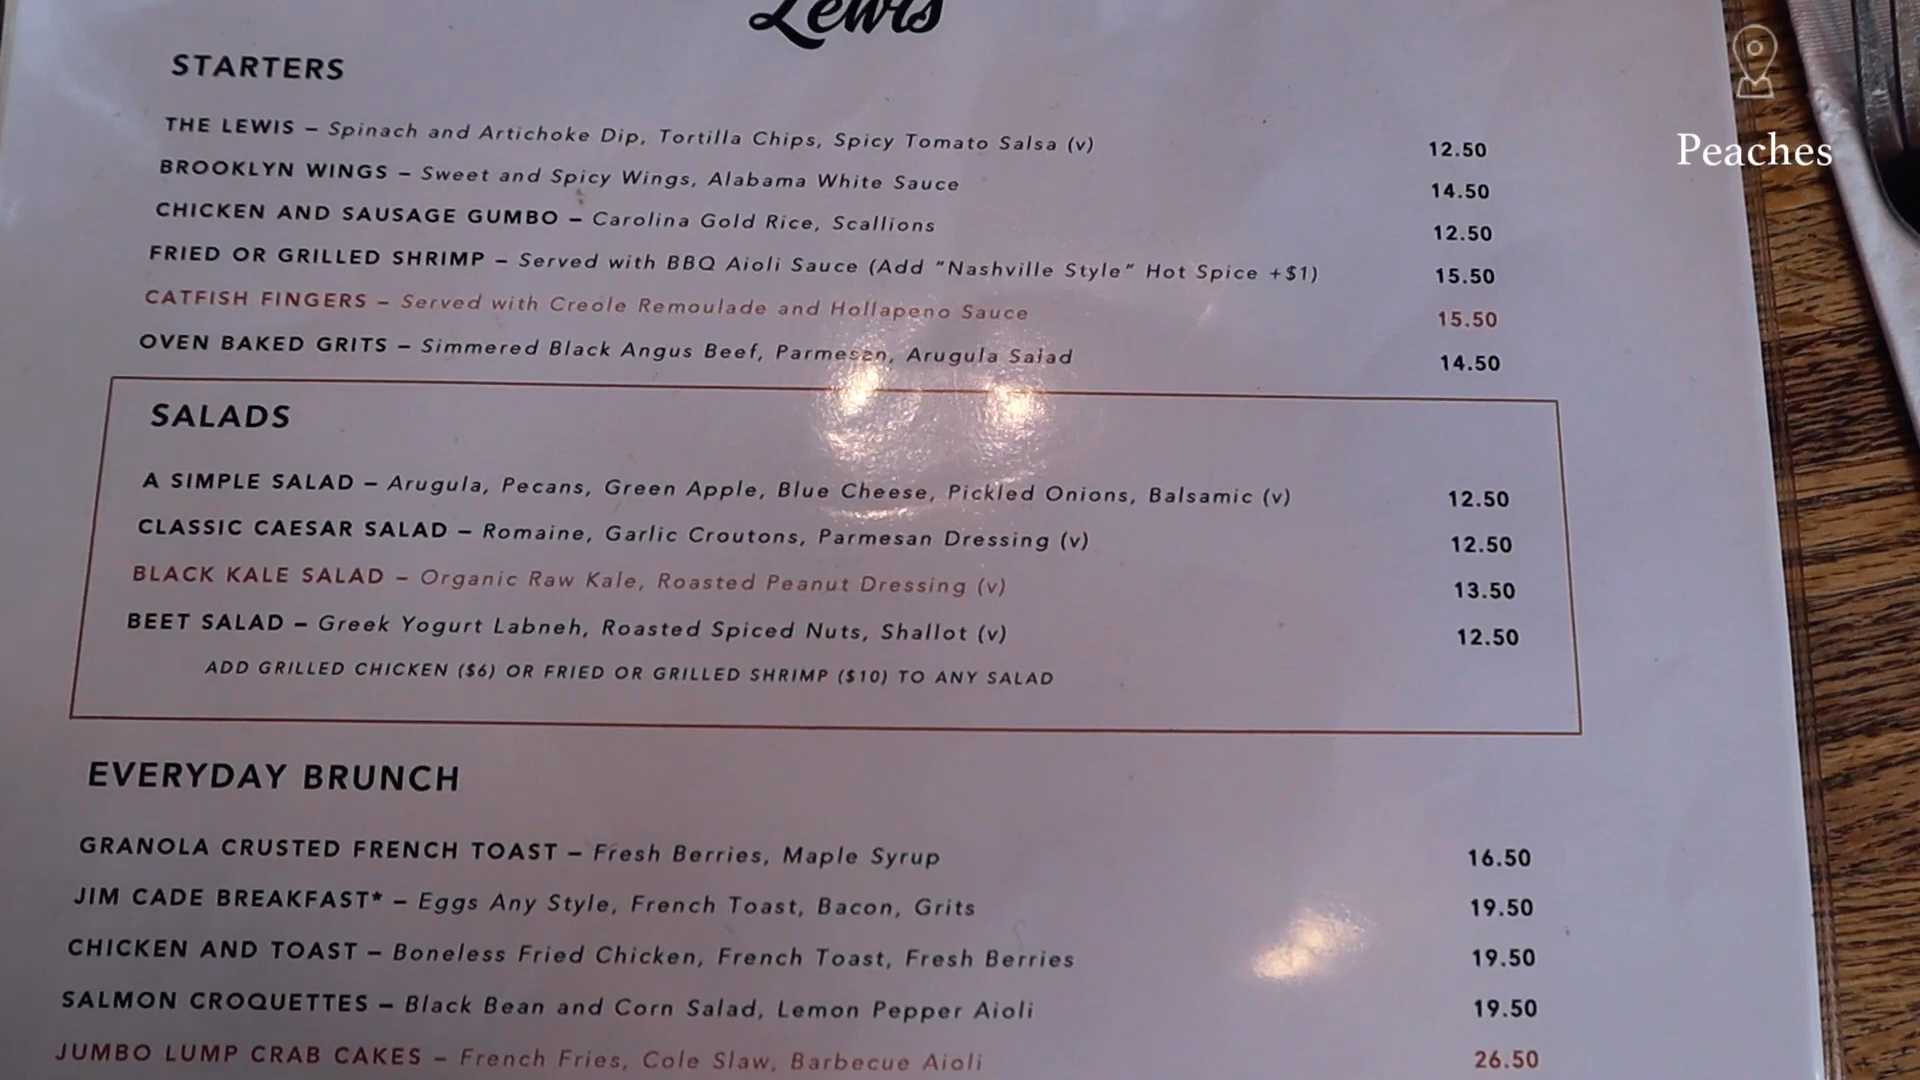 Lewis
Peaches
STARTERS
THE LEWIS – Spinach and Artichoke Dip, Tortilla Chips, Spicy Tomato Salsa (v) 12.50
BROOKLYN WINGS – Sweet and Spicy Wings, Alabama White Sauce 14.50
CHICKEN AND SAUSAGE GUMBO – Carolina Gold Rice, Scallions 12.50
FRIED OR GRILLED SHRIMP – Served with BBQ Aioli Sauce (Add "Nashville Style" Hot Spice +$1) 15.50
CATFISH FINGERS – Served with Creole Remoulade and Hollapeno Sauce 15.50
OVEN BAKED GRITS – Simmered Black Angus Beef, Parmesan, Arugula Salad 14.50
SALADS
A SIMPLE SALAD – Arugula, Pecans, Green Apple, Blue Cheese, Pickled Onions, Balsamic (v) 12.50
CLASSIC CAESAR SALAD – Romaine, Garlic Croutons, Parmesan Dressing (v) 12.50
BLACK KALE SALAD – Organic Raw Kale, Roasted Peanut Dressing (v) 13.50
BEET SALAD – Greek Yogurt Labneh, Roasted Spiced Nuts, Shallot (v) 12.50
ADD GRILLED CHICKEN ($6) OR FRIED OR GRILLED SHRIMP ($10) TO ANY SALAD
EVERYDAY BRUNCH
GRANOLA CRUSTED FRENCH TOAST – Fresh Berries, Maple Syrup 16.50
JIM CADE BREAKFAST* – Eggs Any Style, French Toast, Bacon, Grits 19.50
CHICKEN AND TOAST – Boneless Fried Chicken, French Toast, Fresh Berries 19.50
SALMON CROQUETTES – Black Bean and Corn Salad, Lemon Pepper Aioli 19.50
JUMBO LUMP CRAB CAKES – French Fries, Cole Slaw, Barbecue Aioli 26.50